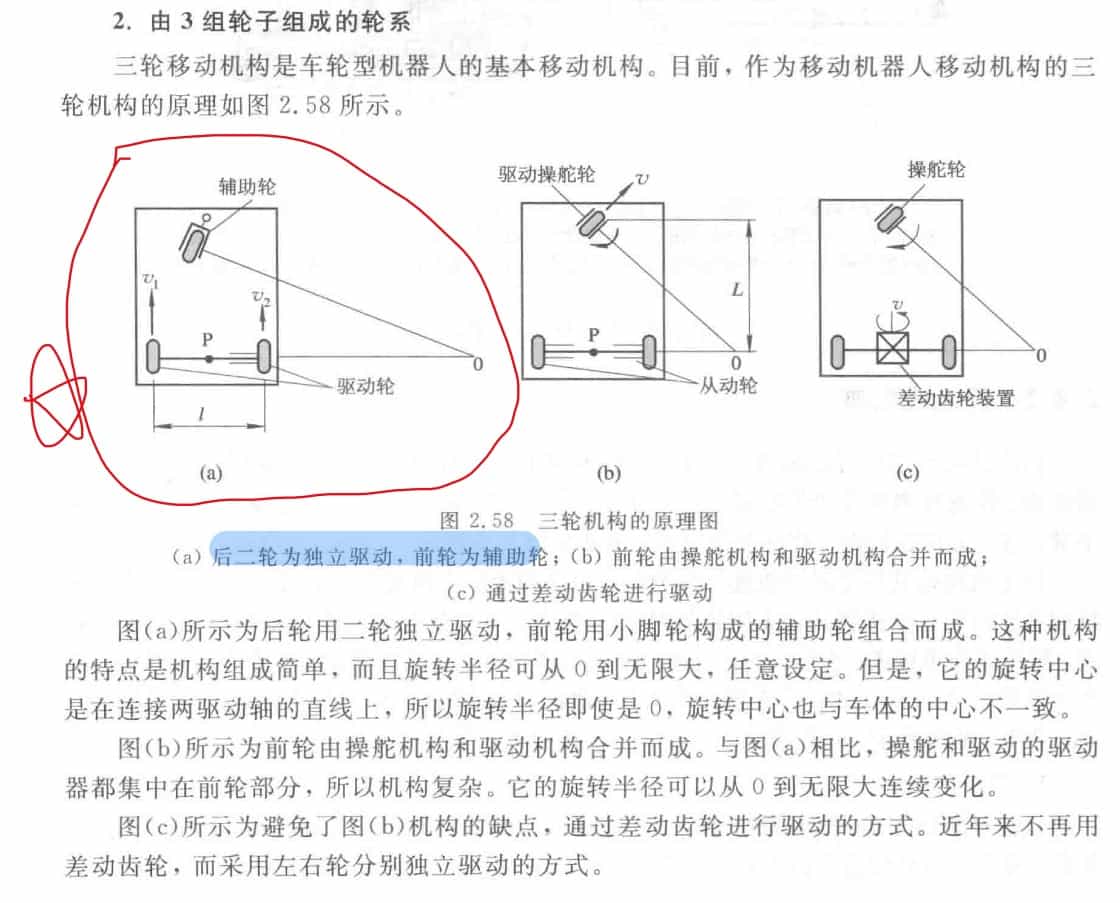 2. 由 3 组轮子组成的轮系
三轮移动机构是车轮型机器人的基本移动机构。目前，作为移动机器人移动机构的三
轮机构的原理如图 2.58 所示。
辅助轮
v1
v2
P
O
驱动轮
l
(a)
驱动操舵轮
v
L
P
O
从动轮
(b)
操舵轮
v
O
差动齿轮装置
(c)
图 2.58 三轮机构的原理图
(a) 后二轮为独立驱动，前轮为辅助轮；(b) 前轮由操舵机构和驱动机构合并而成；
(c) 通过差动齿轮进行驱动
图(a)所示为后轮用二轮独立驱动，前轮用小脚轮构成的辅助轮组合而成。这种机构
的特点是机构组成简单，而且旋转半径可从 0 到无限大，任意设定。但是，它的旋转中心
是在连接两驱动轴的直线上，所以旋转半径即使是 0，旋转中心也与车体的中心不一致。
图(b)所示为前轮由操舵机构和驱动机构合并而成。与图(a)相比，操舵和驱动的驱动
器都集中在前轮部分，所以机构复杂。它的旋转半径可以从 0 到无限大连续变化。
图(c)所示为避免了图(b)机构的缺点，通过差动齿轮进行驱动的方式。近年来不再用
差动齿轮，而采用左右轮分别独立驱动的方式。